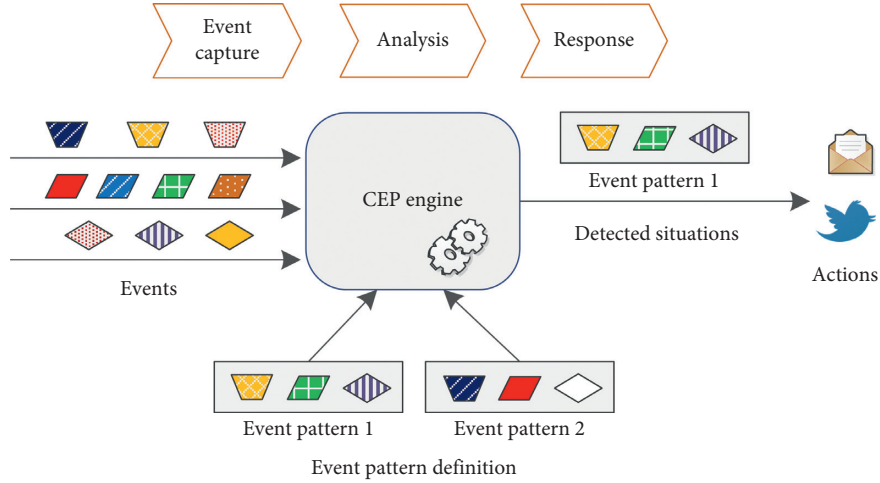 Event
capture
Analysis
Response
CEP engine
Event pattern 1
Detected situations
Actions
Events
Event pattern 1
Event pattern 2
Event pattern definition